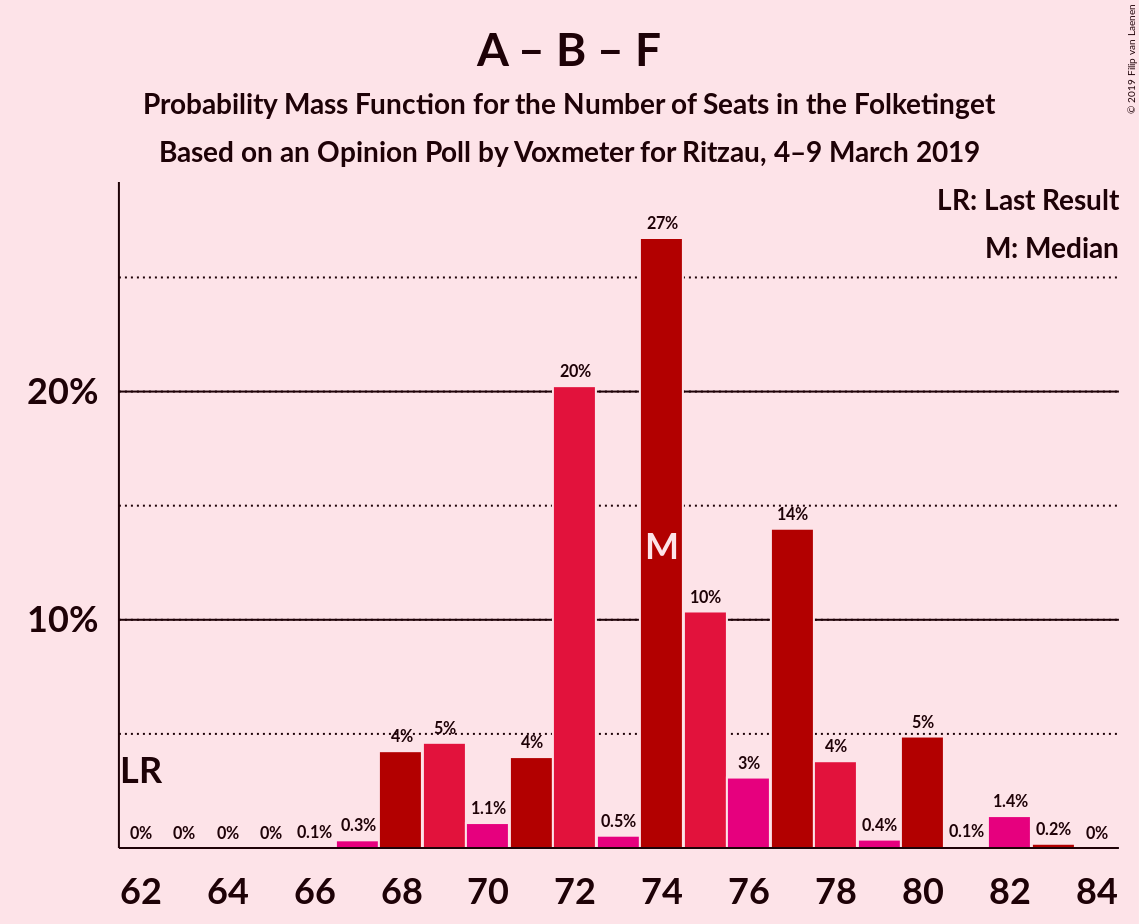 A – B – F
Probability Mass Function for the Number of Seats in the Folketinget
Based on an Opinion Poll by Voxmeter for Ritzau, 4–9 March 2019
© 2019 Filip van Laenen
LR: Last Result
M: Median
20%
10%
LR
M
0%
0%
0%
0%
0.1%
0.3%
4%
5%
1.1%
4%
20%
0.5%
27%
10%
3%
14%
4%
0.4%
5%
0.1%
1.4%
0.2%
0%
62 64 66 68 70 72 74 76 78 80 82 84